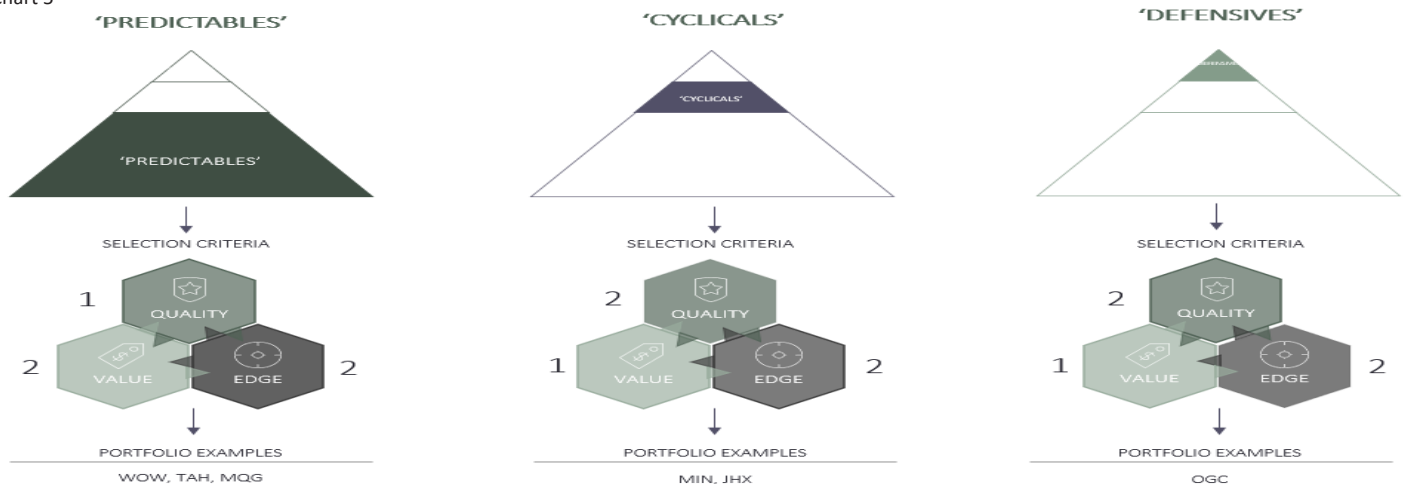 'PREDICTABLES'
'PREDICTABLES'
SELECTION CRITERIA
1
QUALITY
2
VALUE
EDGE
2
PORTFOLIO EXAMPLES
WOW, TAH, MQG
'CYCLICALS'
'CYCLICALS'
SELECTION CRITERIA
2
QUALITY
1
VALUE
EDGE
2
PORTFOLIO EXAMPLES
MIN, JHX
'DEFENSIVES'
SELECTION CRITERIA
2
QUALITY
1
VALUE
EDGE
2
PORTFOLIO EXAMPLES
OGC